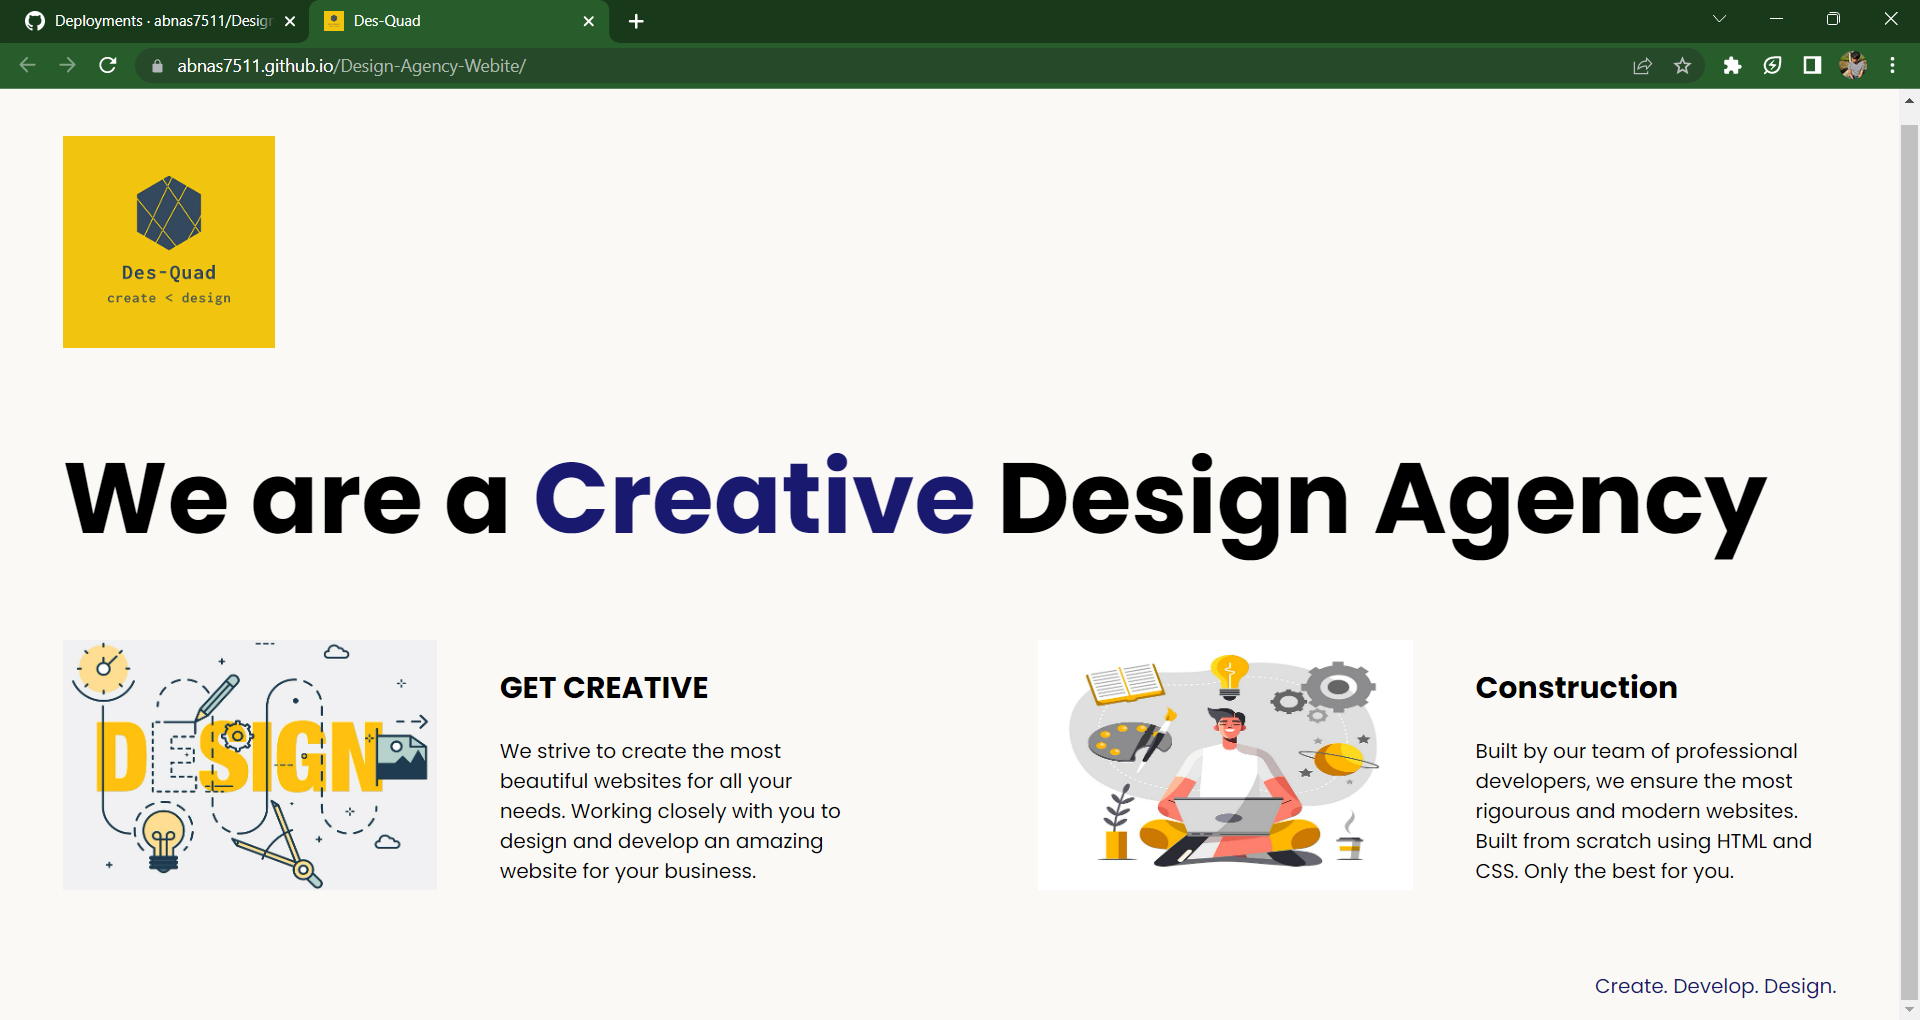 Deployments · abnas7511/Desig
Des-Quad
abnas7511.github.io/Design-Agency-Webite/
Des-Quad
create < design
We are a Creative Design Agency
DESIGN
GET CREATIVE
We strive to create the most
beautiful websites for all your
needs. Working closely with you to
design and develop an amazing
website for your business.
Construction
Built by our team of professional
developers, we ensure the most
rigourous and modern websites.
Built from scratch using HTML and
CSS. Only the best for you.
Create. Develop. Design.